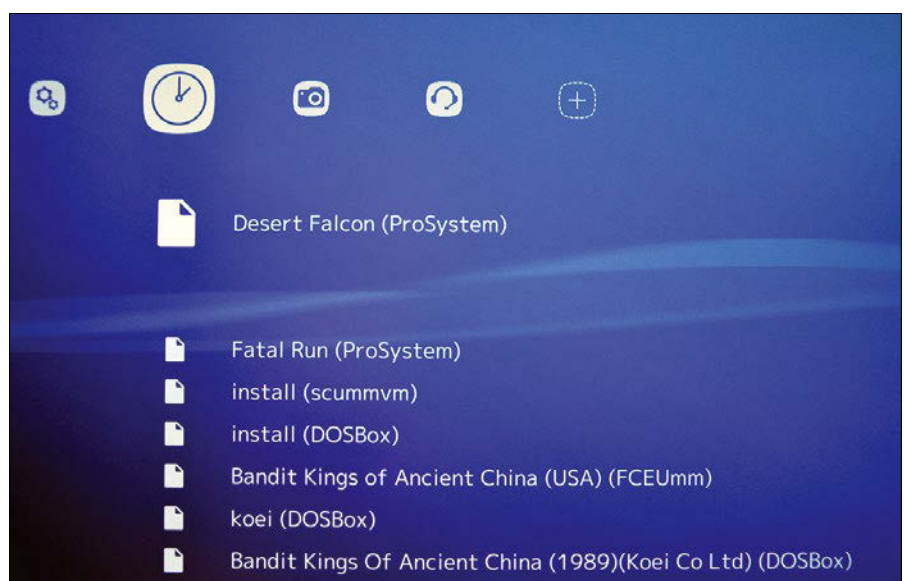 Desert Falcon (ProSystem)
Fatal Run (ProSystem)
install (scummvm)
install (DOSBox)
Bandit Kings of Ancient China (USA) (FCEUmm)
koei (DOSBox)
Bandit Kings Of Ancient China (1989)(Koei Co Ltd) (DOSBox)